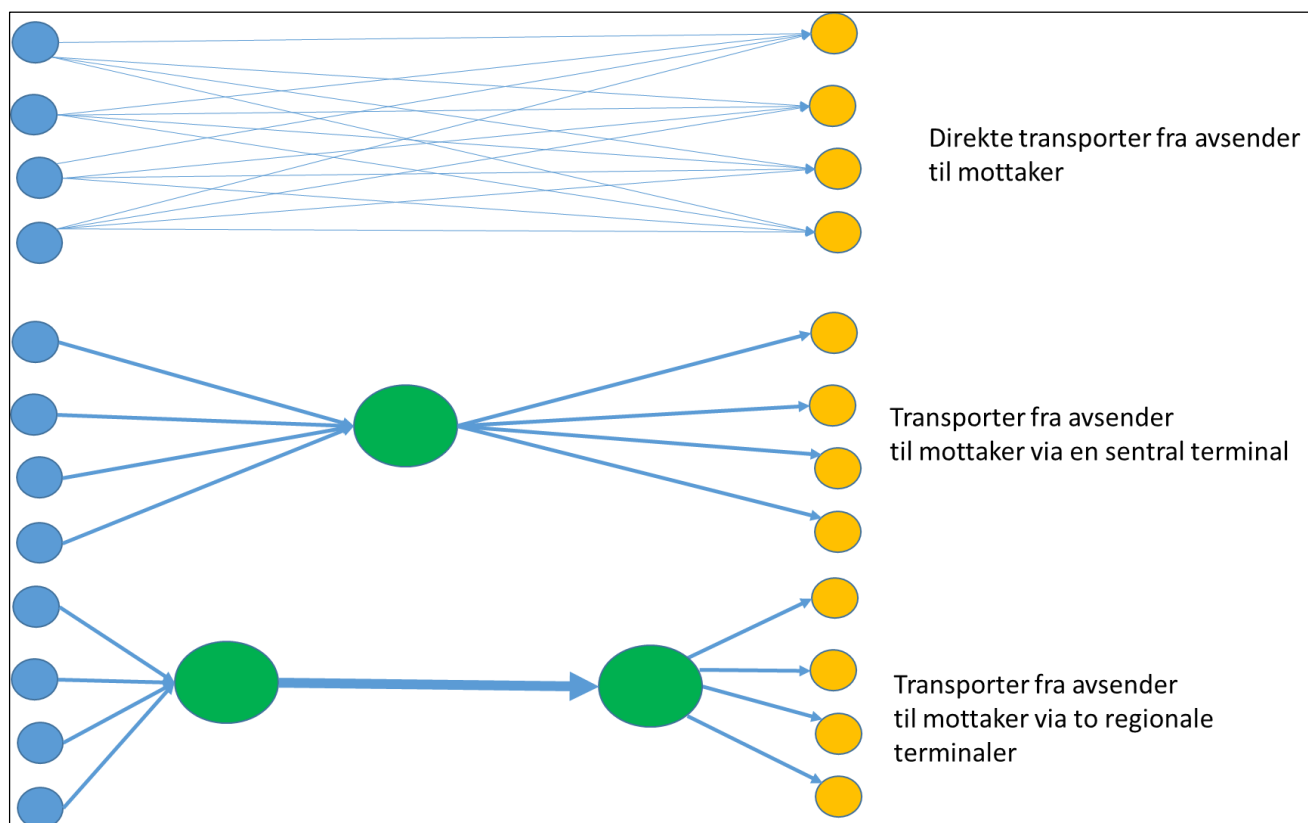 Direkte transporter fra avsender
til mottaker
Transporter fra avsender
til mottaker via en sentral terminal
Transporter fra avsender
til mottaker via to regionale
terminaler